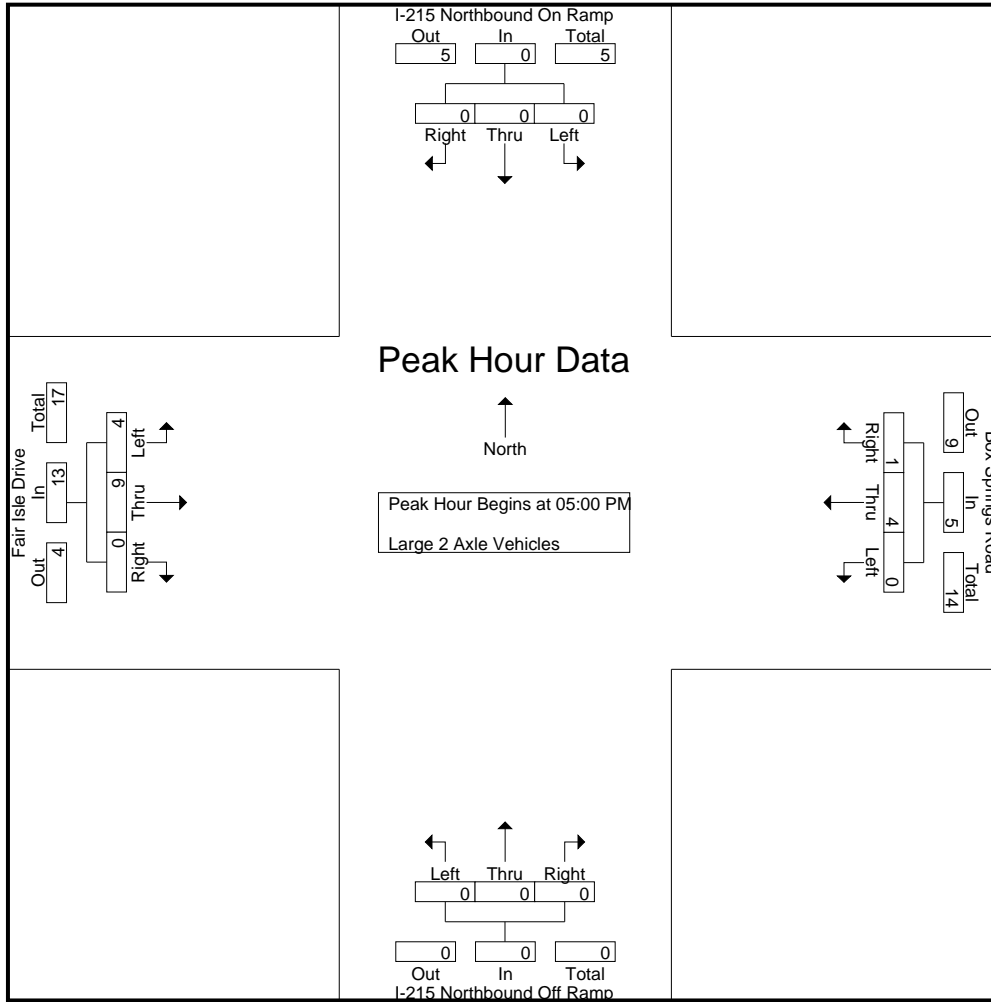 I-215 Northbound On Ramp
Out In Total
5 0 5
0 0 0
Right Thru Left
Peak Hour Data
North
Peak Hour Begins at 05:00 PM
Large 2 Axle Vehicles
Fair Isle Drive
Out In Total
4 13 17
Right Thru Left
0 9 4
Box Springs Road
Out In Total
9 5 14
Right Thru Left
1 4 0
Left Thru Right
0 0 0
0 0 0
Out In Total
I-215 Northbound Off Ramp